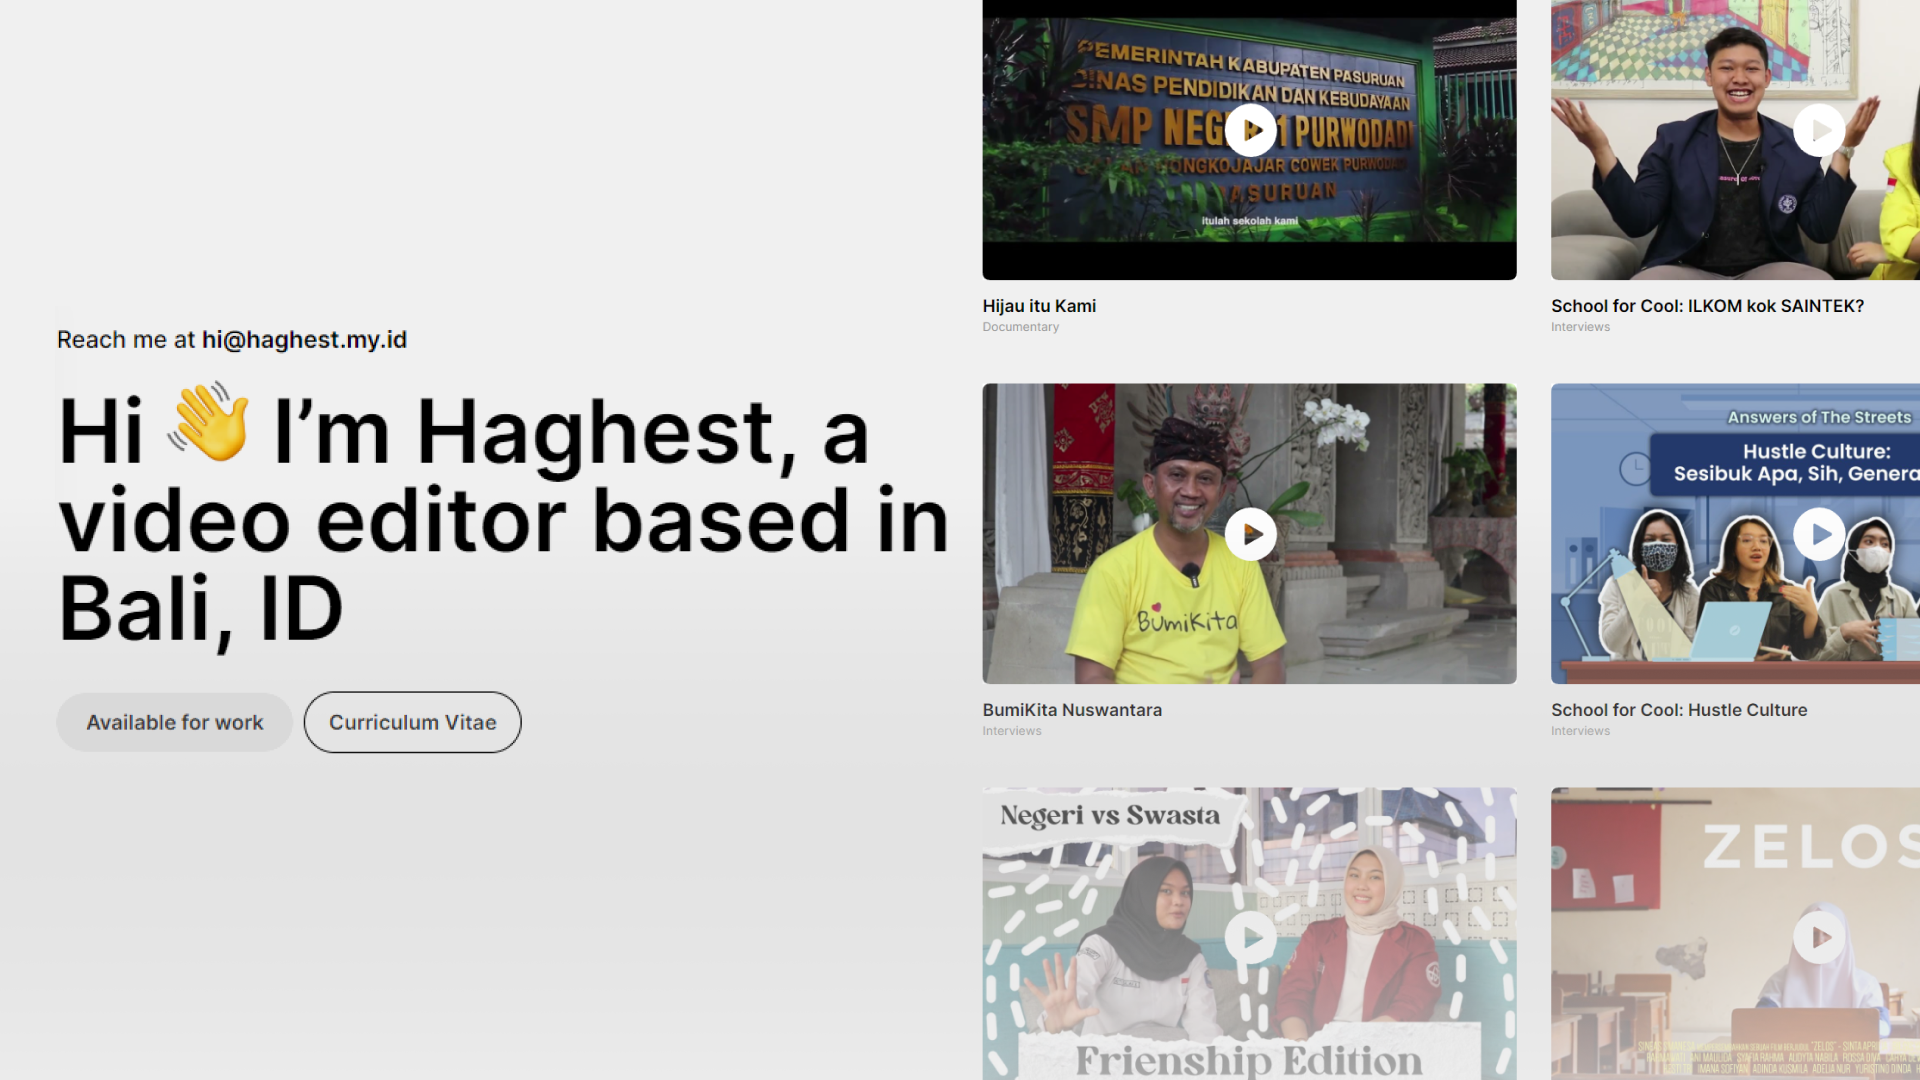 Reach me at hi@haghest.my.id
Hi 👋 I’m Haghest, a
video editor based in
Bali, ID
Available for work
Curriculum Vitae
PEMERINTAH KABUPATEN PASURUAN
DINAS PENDIDIKAN DAN KEBUDAYAAN
SMP NEGERI 1 PURWODADI
COWEK PURWODADI
PASURUAN
itulah sekolah kami
Hijau itu Kami
Documentary
School for Cool: ILKOM kok SAINTEK?
Interviews
BumiKita
BumiKita Nuswantara
Interviews
Answers of The Streets
Hustle Culture:
Sesibuk Apa, Sih, Genera
School for Cool: Hustle Culture
Interviews
Negeri vs Swasta
Frienship Edition
ZELOS